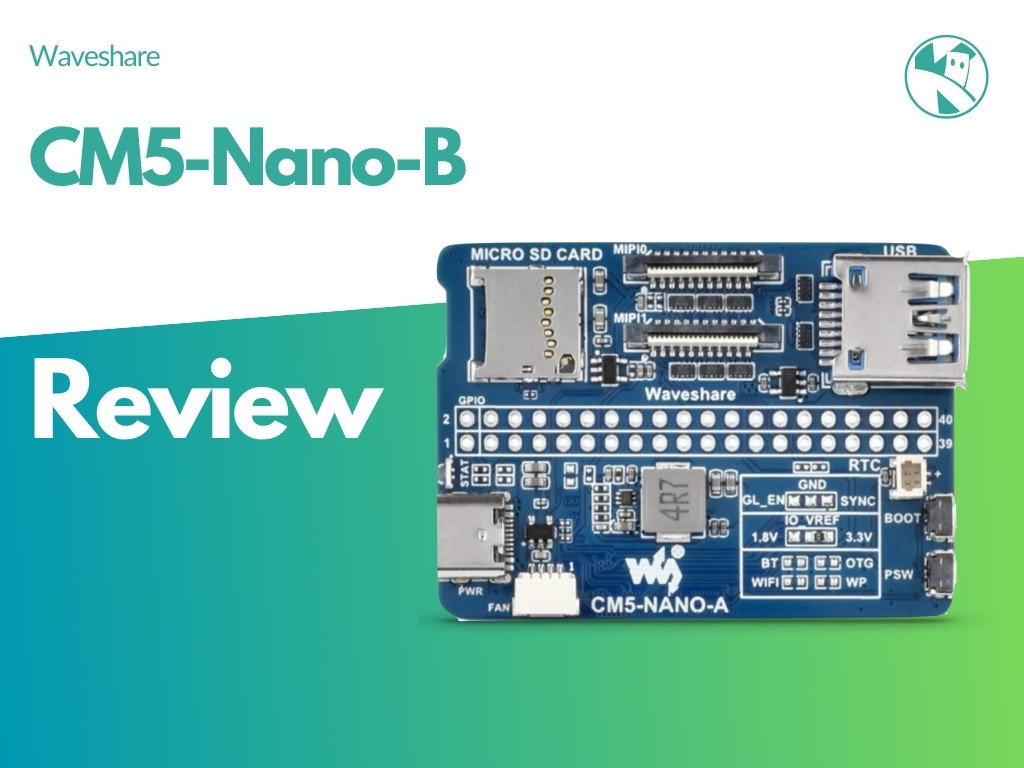 Waveshare
CM5-Nano-B
Review
MICRO SD CARD
MIPI0
USB
MIPI1
Waveshare
GPIO
2
40
1
39
STAT
RTC
+
GND
GL_EN
SYNC
IO_VREF
1.8V
3.3V
BOOT
4R7
BT
OTG
WIFI
WP
PSW
PWR
FAN
1
CM5-NANO-A